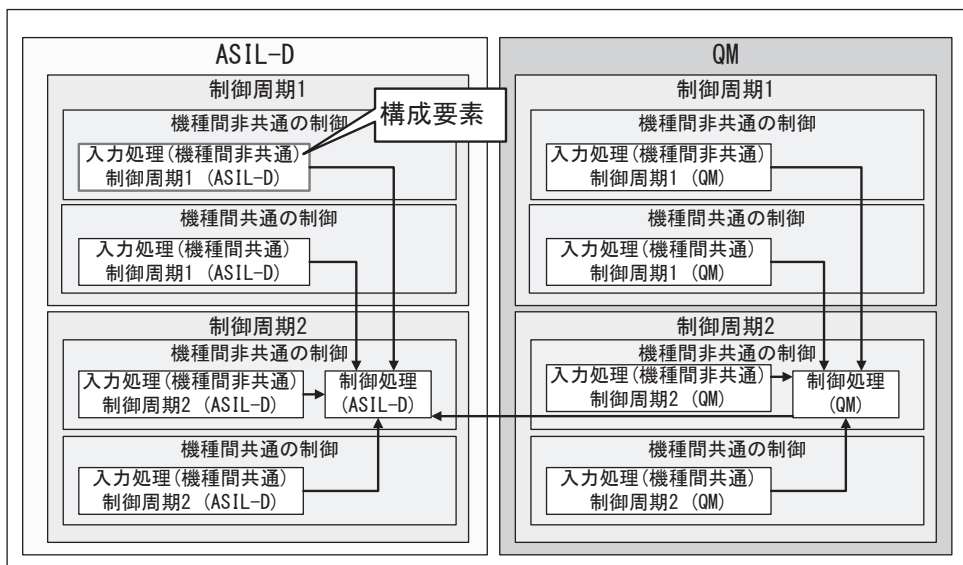 ASIL-D
制御周期1
機種間非共通の制御
構成要素
入力処理(機種間非共通)
制御周期1 (ASIL-D)
機種間共通の制御
入力処理(機種間共通)
制御周期1 (ASIL-D)
制御周期2
機種間非共通の制御
入力処理(機種間非共通)
制御周期2 (ASIL-D)
制御処理
(ASIL-D)
機種間共通の制御
入力処理(機種間共通)
制御周期2 (ASIL-D)
QM
制御周期1
機種間非共通の制御
入力処理(機種間非共通)
制御周期1 (QM)
機種間共通の制御
入力処理(機種間共通)
制御周期1 (QM)
制御周期2
機種間非共通の制御
入力処理(機種間非共通)
制御周期2 (QM)
制御処理
(QM)
機種間共通の制御
入力処理(機種間共通)
制御周期2 (QM)